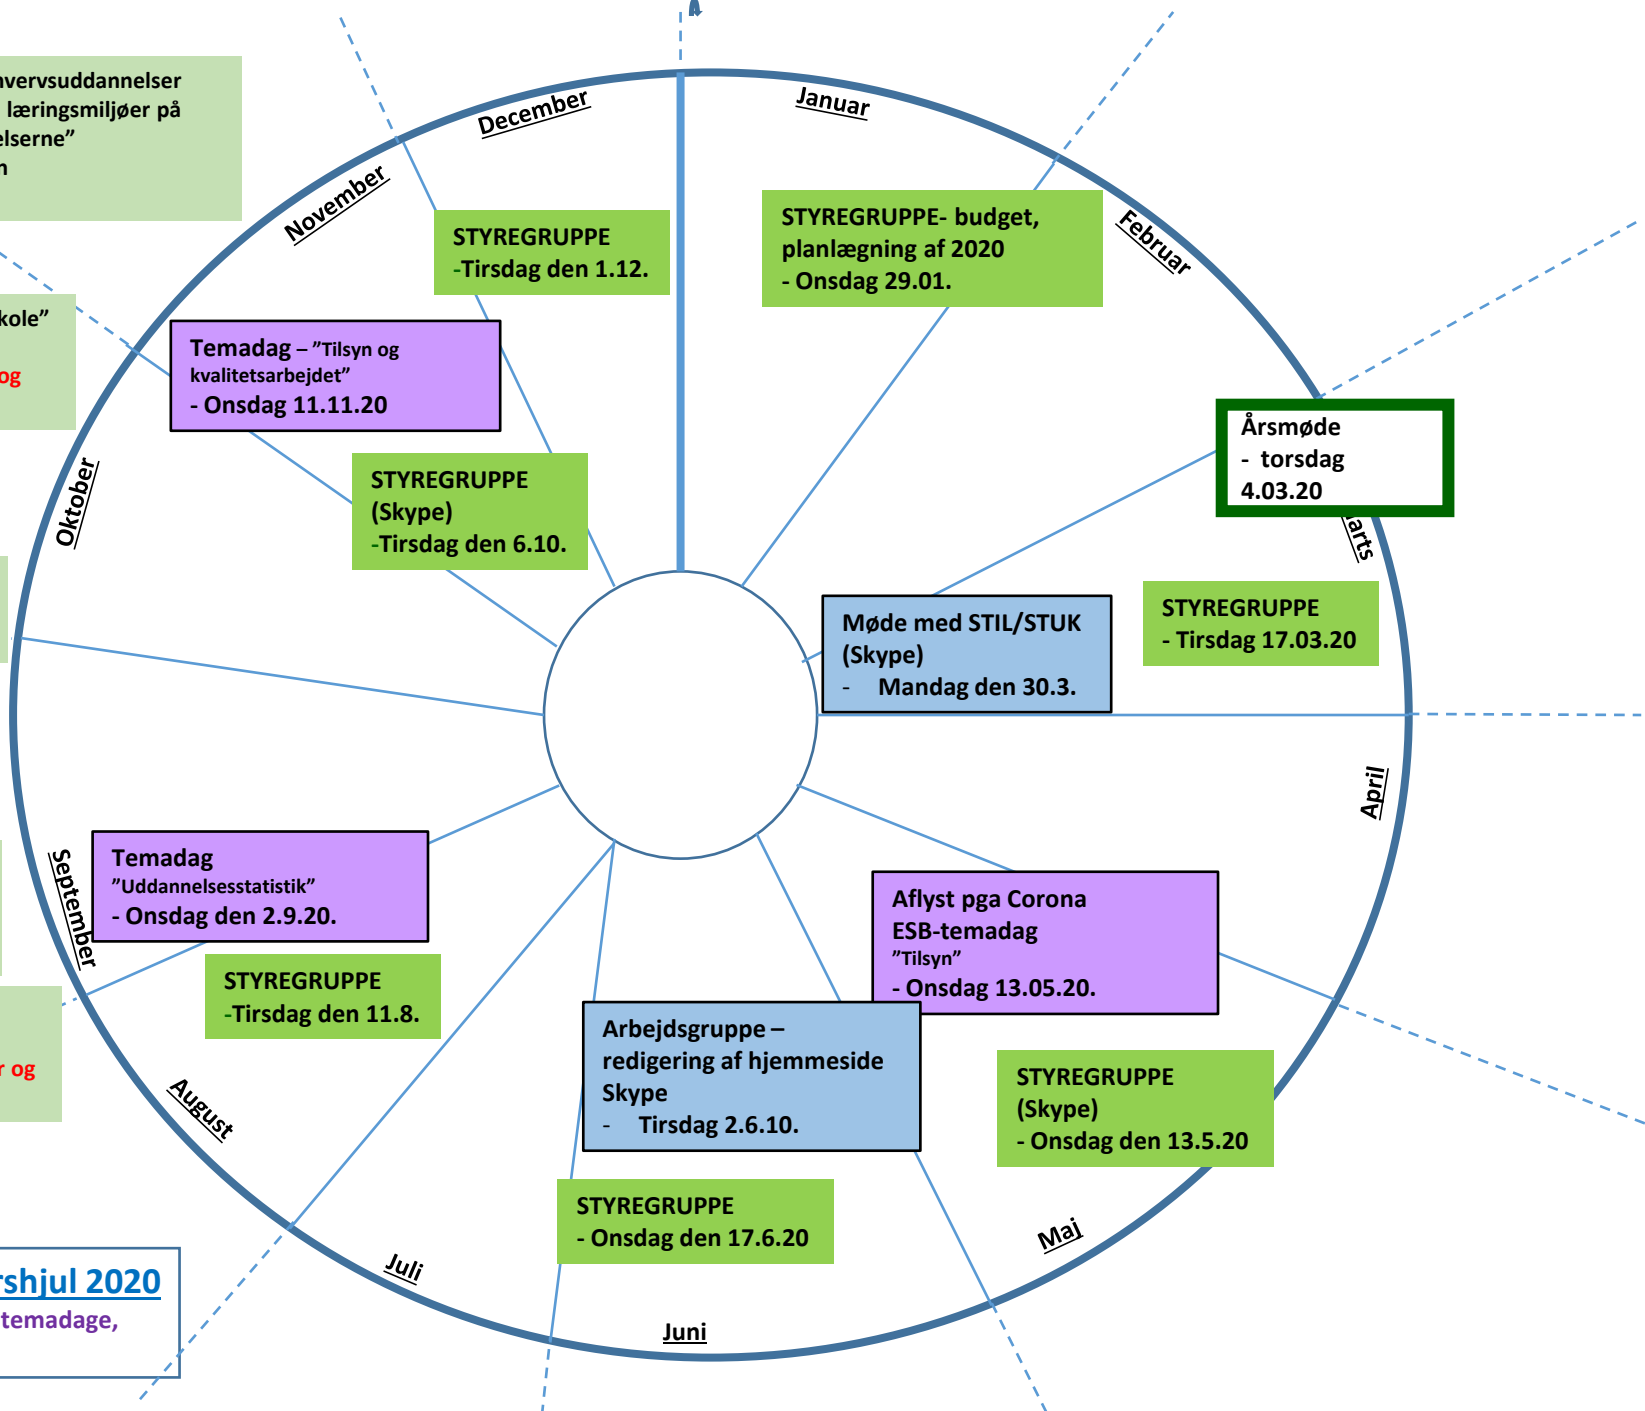 December
Januar
November
Februar
Oktober
arts
April
September
August
Maj
Juli
Juni
læringsmiljøer på
STYREGRUPPE
-Tirsdag den 1.12.
STYREGRUPPE- budget,
planlægning af 2020
- Onsdag 29.01.
Temadag – ”Tilsyn og
kvalitetsarbejdet”
- Onsdag 11.11.20
og
Årsmøde
- torsdag
4.03.20
STYREGRUPPE
(Skype)
-Tirsdag den 6.10.
STYREGRUPPE
- Tirsdag 17.03.20
Møde med STIL/STUK
(Skype)
- Mandag den 30.3.
Temadag
”Uddannelsesstatistik”
- Onsdag den 2.9.20.
Aflyst pga Corona
ESB-temadag
”Tilsyn”
- Onsdag 13.05.20.
STYREGRUPPE
-Tirsdag den 11.8.
Arbejdsgruppe –
redigering af hjemmeside
Skype
- Tirsdag 2.6.10.
STYREGRUPPE
(Skype)
- Onsdag den 13.5.20
og
STYREGRUPPE
- Onsdag den 17.6.20
rshjul 2020
temadage,